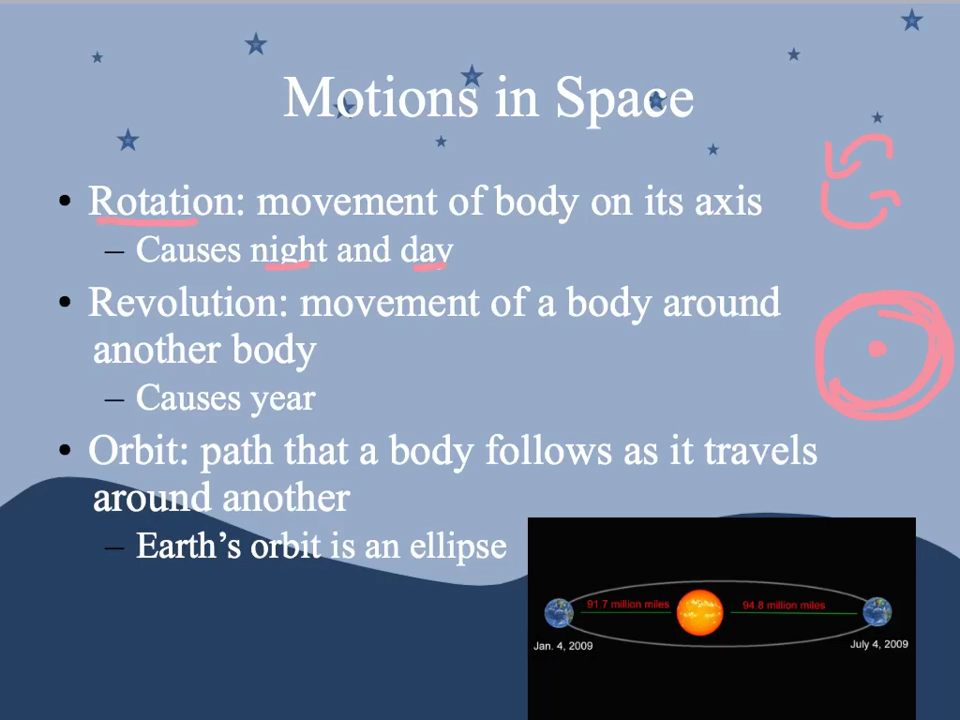 Motions in Space
• Rotation: movement of body on its axis
– Causes night and day
• Revolution: movement of a body around
another body
– Causes year
• Orbit: path that a body follows as it travels
around another
– Earth’s orbit is an ellipse
91.7 million miles
94.8 million miles
Jan. 4, 2009
July 4, 2009